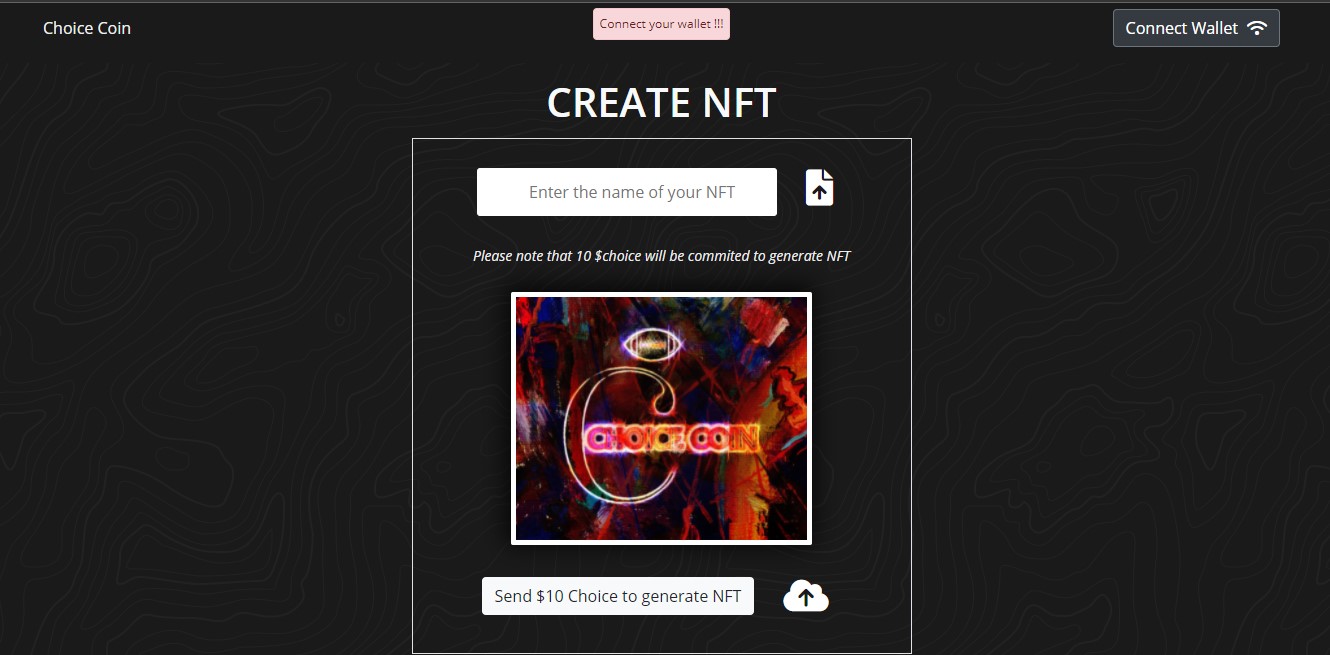 Choice Coin
Connect your wallet !!!
Connect Wallet
CREATE NFT
Enter the name of your NFT
Please note that 10 $choice will be commited to generate NFT
CHOICE COIN
Send $10 Choice to generate NFT